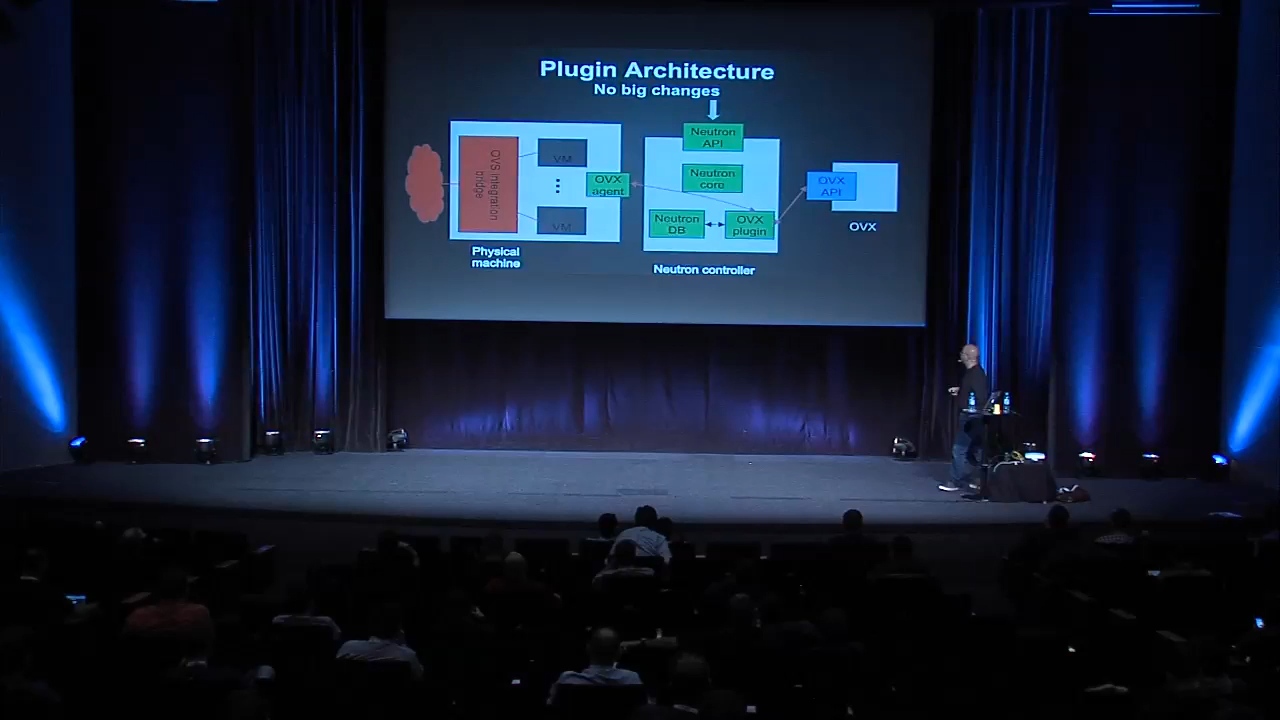 Plugin Architecture
No big changes
Neutron
API
OVS integration
bridge
VM
OVX
agent
VM
Physical
machine
Neutron
core
Neutron
DB
OVX
plugin
Neutron controller
OVX
API
OVX